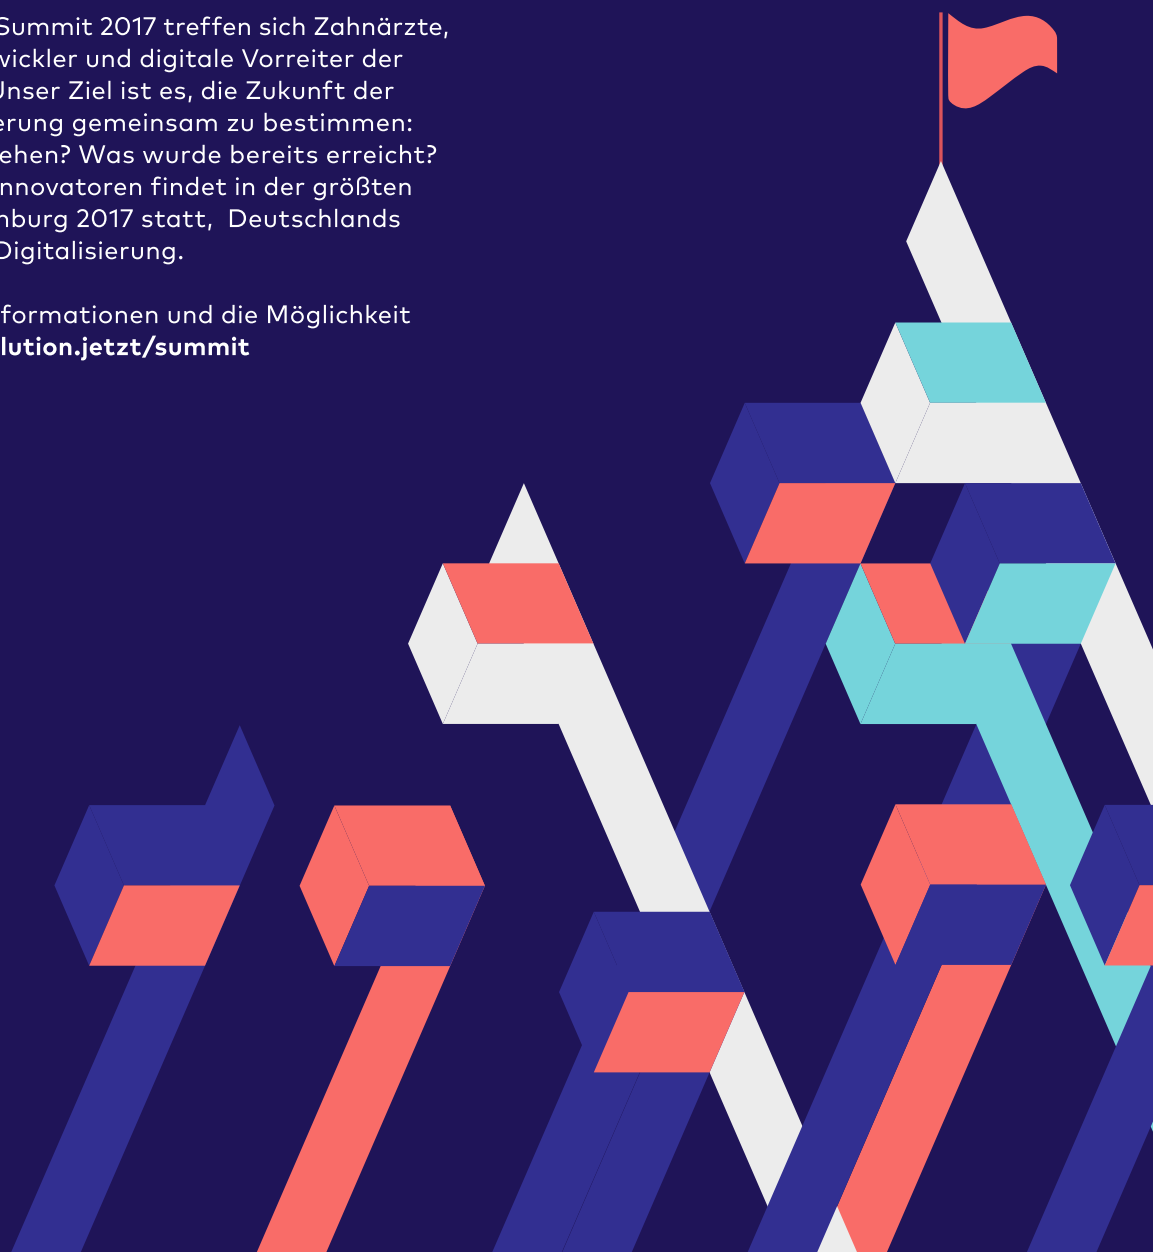 Summit 2017 treffen sich Zahnärzte,
wickler und digitale Vorreiter der
Unser Ziel ist es, die Zukunft der
erung gemeinsam zu bestimmen:
ehen? Was wurde bereits erreicht?
nnovatoren findet in der größten
nburg 2017 statt, Deutschlands
Digitalisierung.
formationen und die Möglichkeit
lution.jetzt/summit